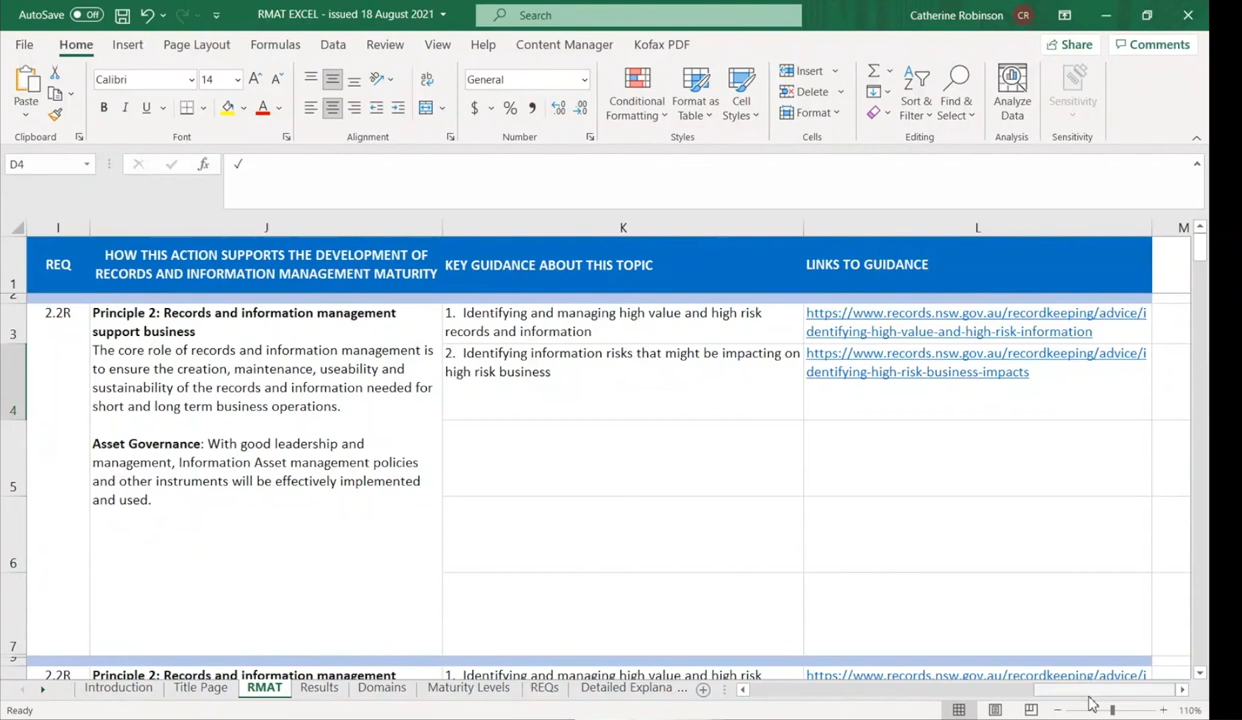 AutoSave Off RMAT EXCEL - issued 18 August 2021 Search Catherine Robinson CR
File Home Insert Page Layout Formulas Data Review View Help Content Manager Kofax PDF Share Comments
Paste
Calibri 14
B I U
General
$ % 9
Conditional Formatting
Format as Table
Cell Styles
Insert
Delete
Format
Sort & Filter
Find & Select
Analyze Data
Sensitivity
Clipboard Font Alignment Number Styles Cells Editing Analysis Sensitivity
D4 fx ✓
I J K L M
1
REQ
HOW THIS ACTION SUPPORTS THE DEVELOPMENT OF
RECORDS AND INFORMATION MANAGEMENT MATURITY
KEY GUIDANCE ABOUT THIS TOPIC
LINKS TO GUIDANCE
2
3
2.2R
Principle 2: Records and information management
support business
The core role of records and information management is
to ensure the creation, maintenance, useability and
sustainability of the records and information needed for
short and long term business operations.
Asset Governance: With good leadership and
management, Information Asset management policies
and other instruments will be effectively implemented
and used.
1. Identifying and managing high value and high risk
records and information
https://www.records.nsw.gov.au/recordkeeping/advice/i
dentifying-high-value-and-high-risk-information
4
2. Identifying information risks that might be impacting on
high risk business
https://www.records.nsw.gov.au/recordkeeping/advice/i
dentifying-high-risk-business-impacts
5
6
7
2.2R Principle 2: Records and information management 1. Identifying and managing high value and high risk https://www.records.nsw.gov.au/recordkeeping/advice/i
Introduction Title Page RMAT Results Domains Maturity Levels REQs Detailed Explana ...
Ready 110%